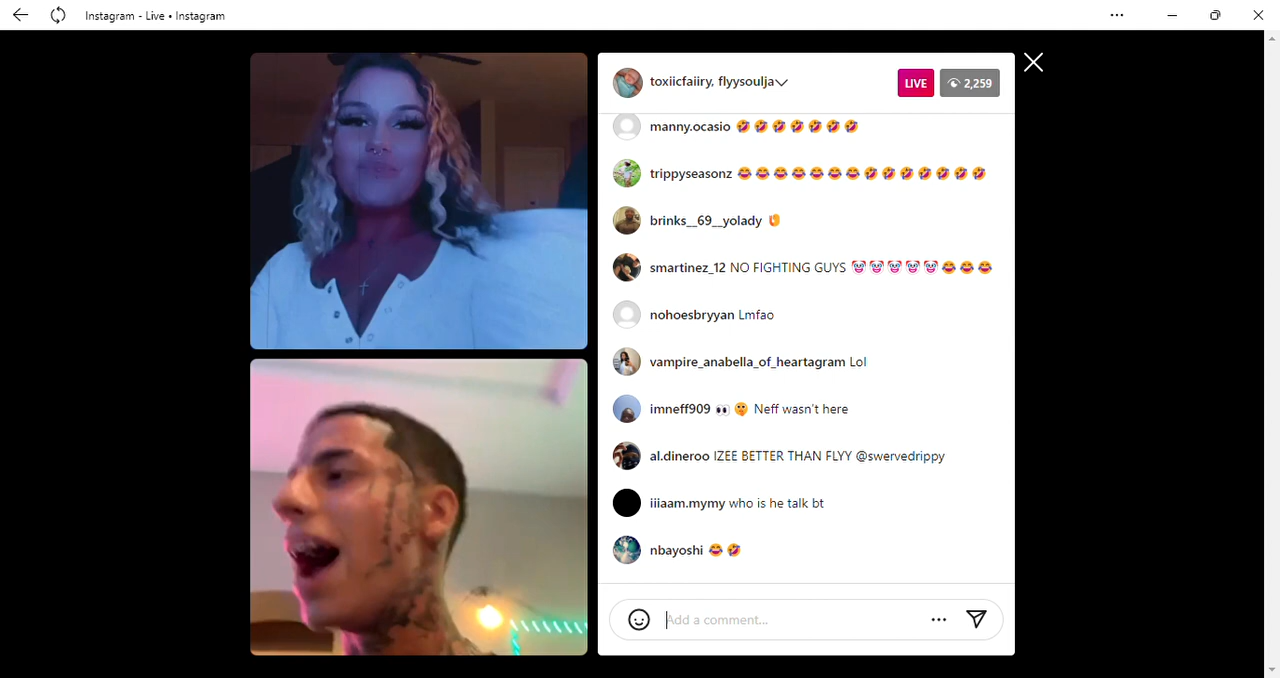 Instagram - Live • Instagram
toxiicfaiiry, flyysoulja
LIVE
2,259
manny.ocasio 🤣🤣🤣🤣🤣🤣🤣
trippyseasonz 😂😂😂😂😂😂😂🤣🤣🤣🤣🤣🤣🤣
brinks__69__yolady
smartinez_12 NO FIGHTING GUYS 🤡🤡🤡🤡🤡😂😂😂
nohoesbryyan Lmfao
vampire_anabella_of_heartagram Lol
imneff909 👀🤫 Neff wasn't here
al.dineroo IZEE BETTER THAN FLYY @swervedrippy
iiiaam.mymy who is he talk bt
nbayoshi 😂🤣
Add a comment...